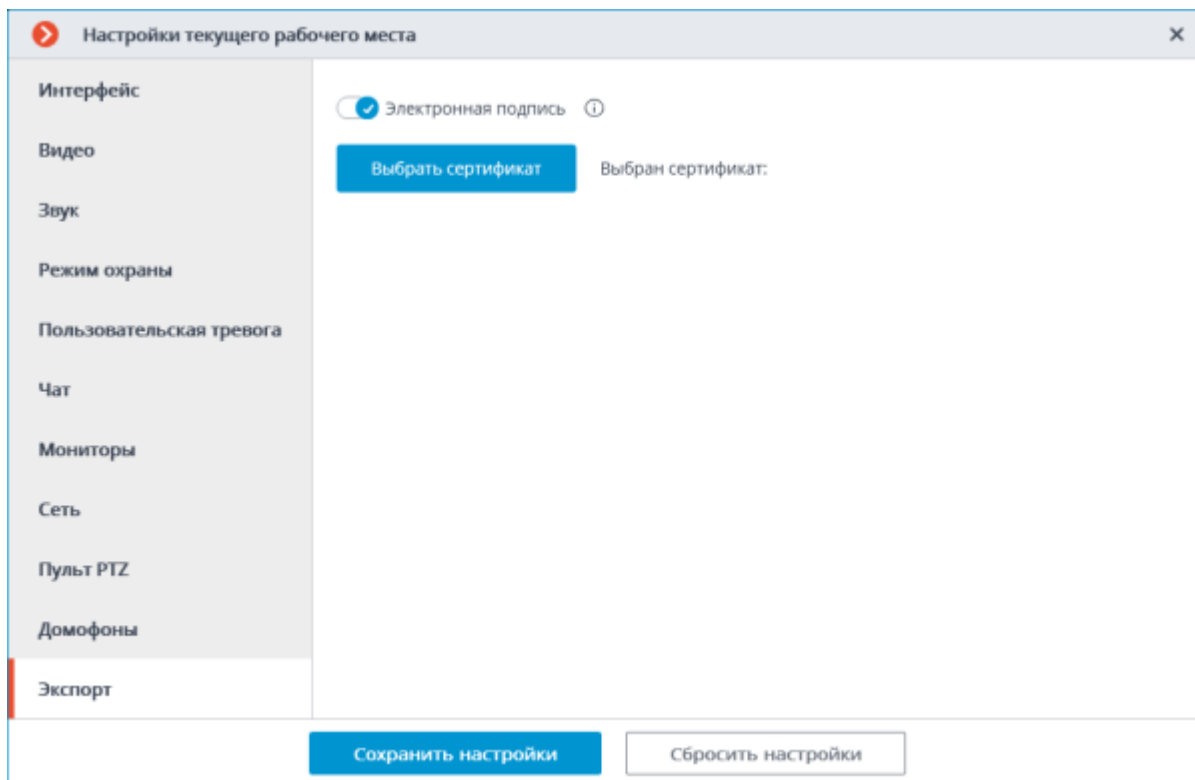 Настройки текущего рабочего места
Интерфейс
Видео
Звук
Режим охраны
Пользовательская тревога
Чат
Мониторы
Сеть
Пульт PTZ
Домофоны
Экспорт
Электронная подпись
Выбрать сертификат
Выбран сертификат:
Сохранить настройки
Сбросить настройки